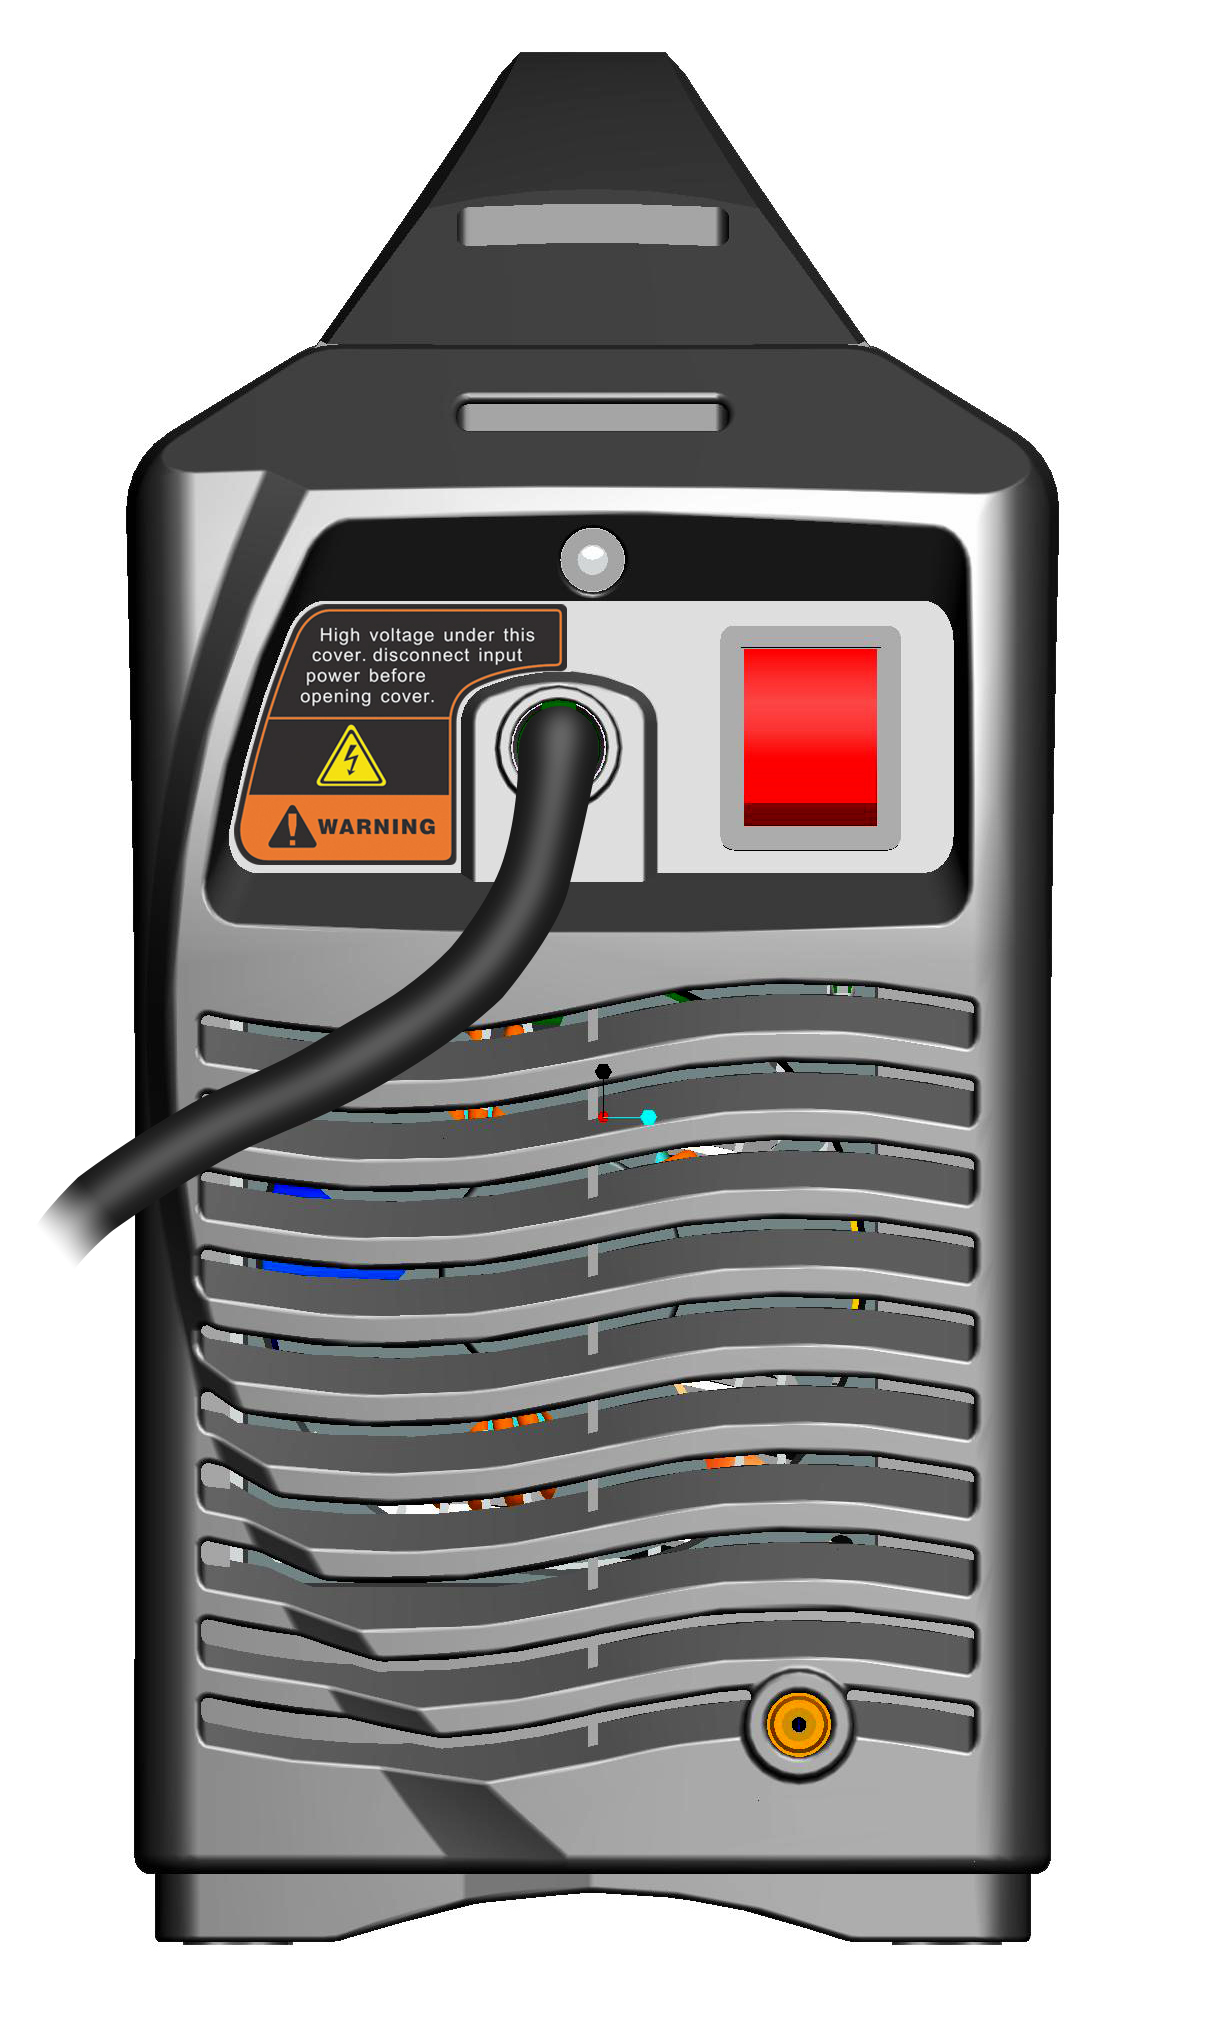 High voltage under this
cover. disconnect input
power before
opening cover.
WARNING